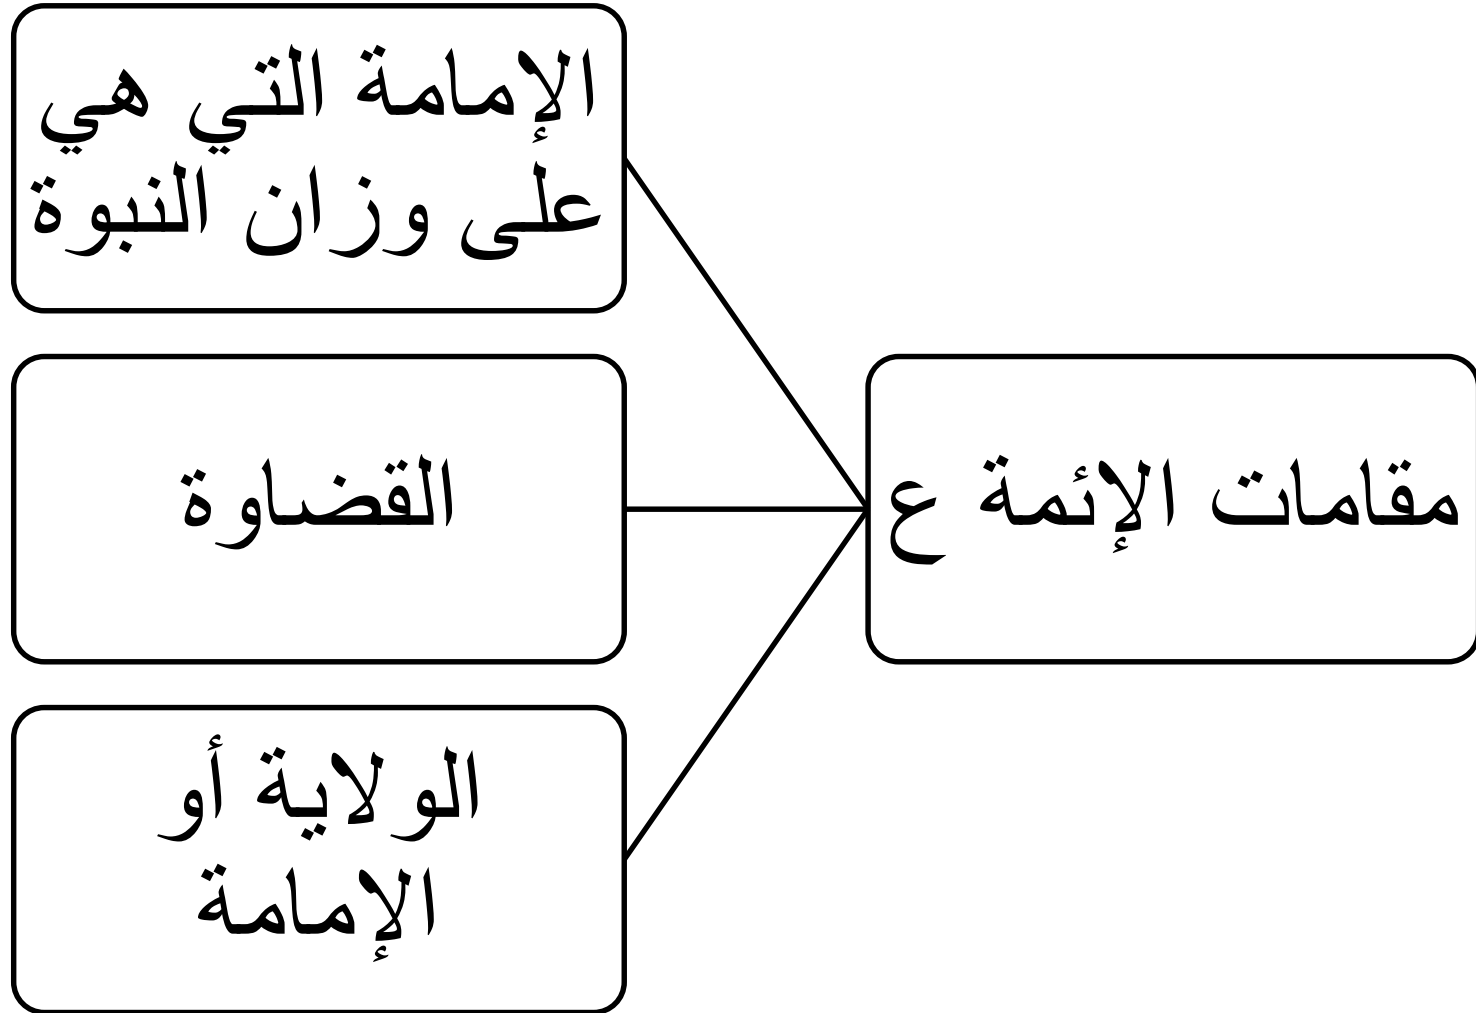 مقامات الإئمة ع
الإمامة التي هي
على وزان النبوة
القضاوة
الولاية أو
الإمامة